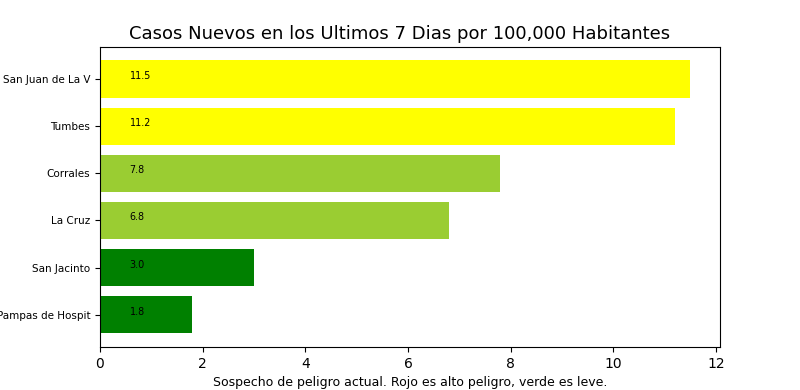 Casos Nuevos en los Ultimos 7 Dias por 100,000 Habitantes
San Juan de La V 11.5
Tumbes 11.2
Corrales 7.8
La Cruz 6.8
San Jacinto 3.0
Pampas de Hospit 1.8
0 2 4 6 8 10 12
Sospecho de peligro actual. Rojo es alto peligro, verde es leve.